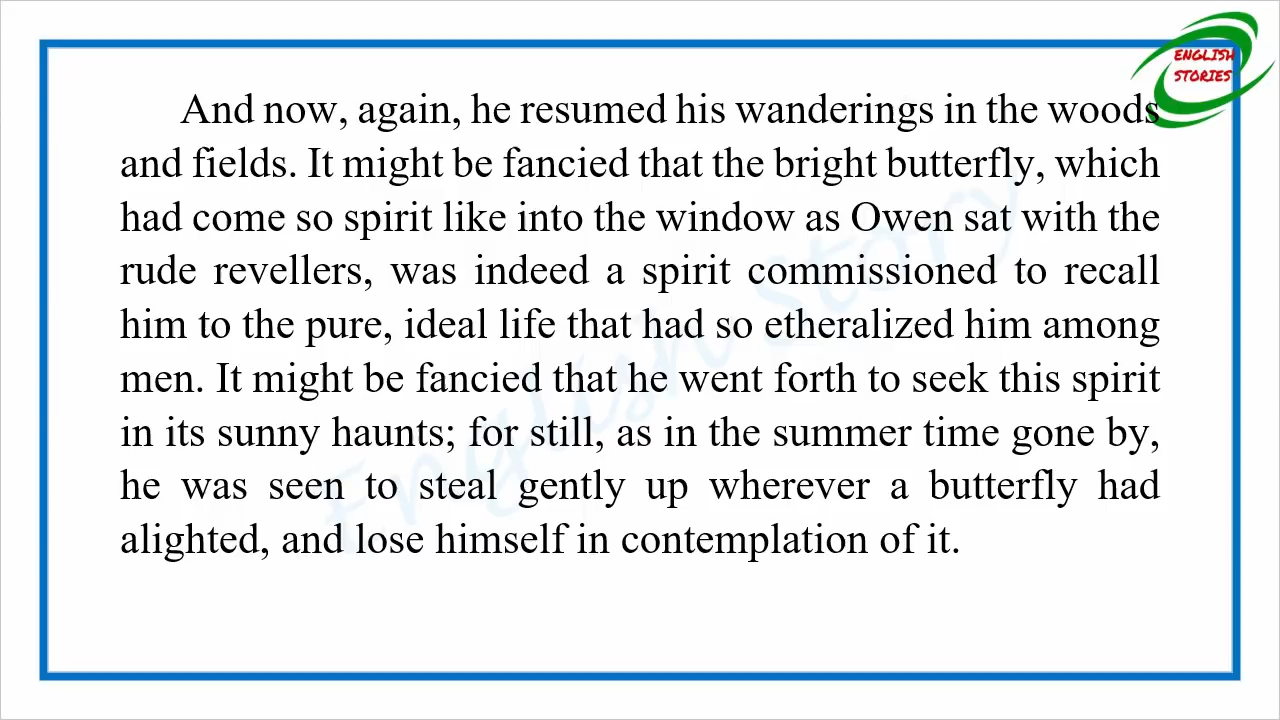 ENGLISH
STORIES
And now, again, he resumed his wanderings in the woods
and fields. It might be fancied that the bright butterfly, which
had come so spirit like into the window as Owen sat with the
rude revellers, was indeed a spirit commissioned to recall
him to the pure, ideal life that had so etheralized him among
men. It might be fancied that he went forth to seek this spirit
in its sunny haunts; for still, as in the summer time gone by,
he was seen to steal gently up wherever a butterfly had
alighted, and lose himself in contemplation of it.
English Story